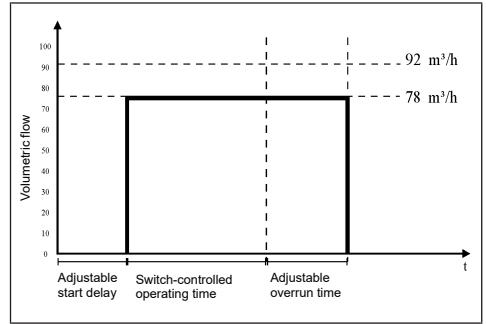 100
92 m³/h
90
80
78 m³/h
70
60
50
40
30
20
10
0
Volumetric flow
t
Adjustable
start delay
Switch-controlled
operating time
Adjustable
overrun time